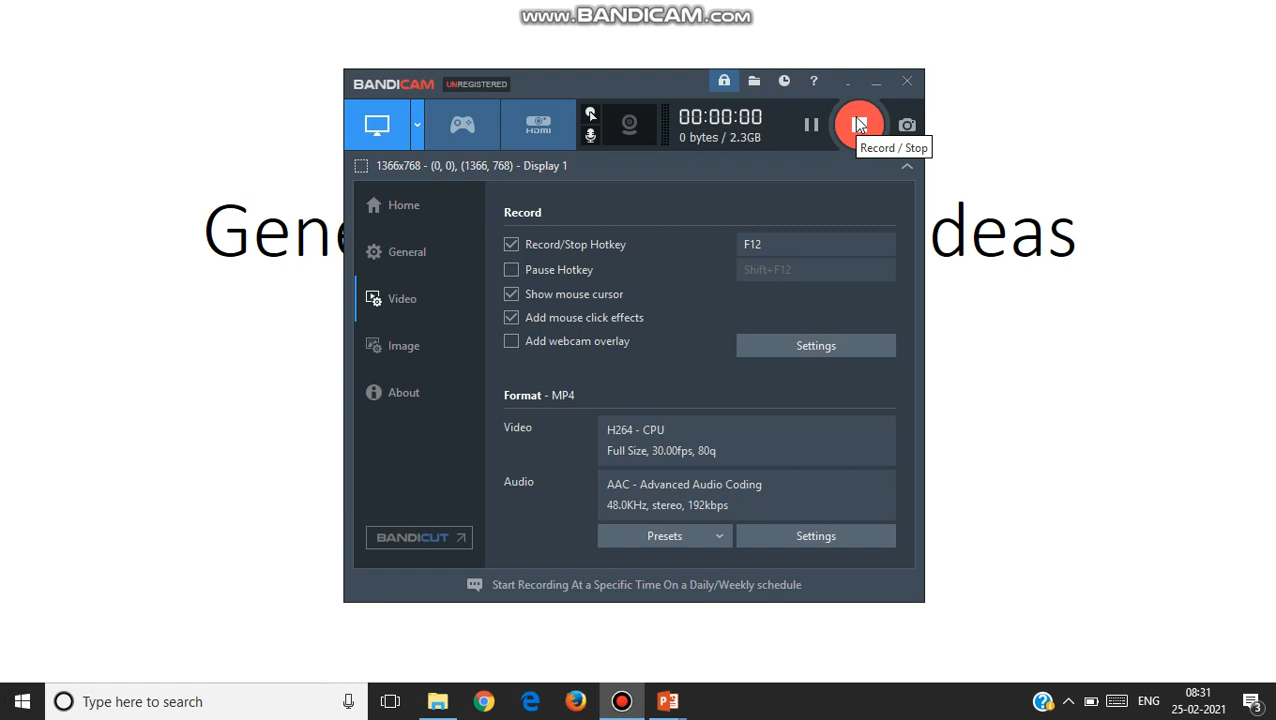 www.BANDICAM.com
BANDICAM UNREGISTERED
?
HDMI
00:00:00
0 bytes / 2.3GB
Record / Stop
1366x768 - (0, 0), (1366, 768) - Display 1
Gene
deas
Home
General
Video
Image
About
BANDICUT
Record
Record/Stop Hotkey
F12
Pause Hotkey
Shift+F12
Show mouse cursor
Add mouse click effects
Add webcam overlay
Settings
Format - MP4
Video
H264 - CPU
Full Size, 30.00fps, 80q
Audio
AAC - Advanced Audio Coding
48.0KHz, stereo, 192kbps
Presets
Settings
Start Recording At a Specific Time On a Daily/Weekly schedule
Type here to search
ENG
08:31
25-02-2021
3